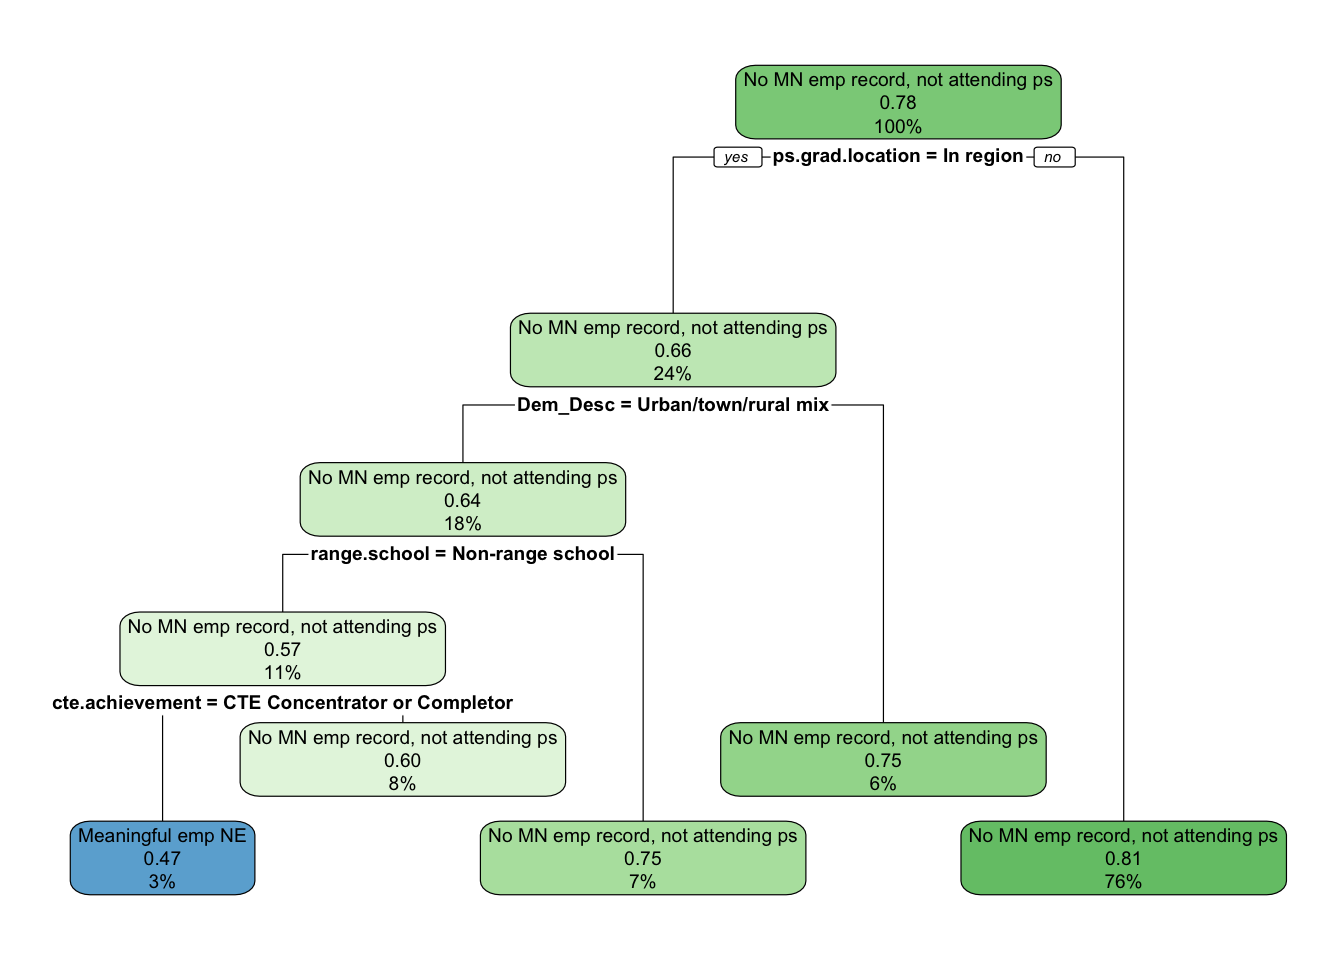 No MN emp record, not attending ps
0.78
100%
yes ps.grad.location = In region no
No MN emp record, not attending ps
0.66
24%
Dem_Desc = Urban/town/rural mix
No MN emp record, not attending ps
0.64
18%
range.school = Non-range school
No MN emp record, not attending ps
0.57
11%
cte.achievement = CTE Concentrator or Completor
No MN emp record, not attending ps
0.60
8%
No MN emp record, not attending ps
0.75
6%
Meaningful emp NE
0.47
3%
No MN emp record, not attending ps
0.75
7%
No MN emp record, not attending ps
0.81
76%